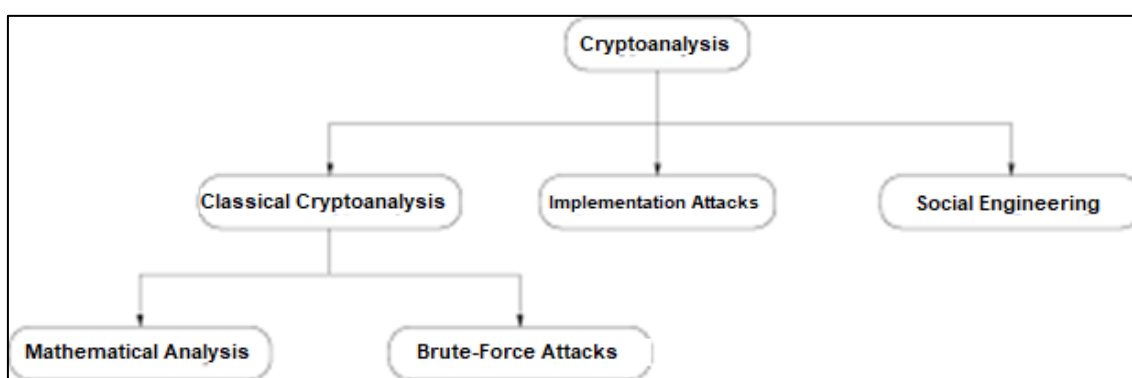 Cryptoanalysis
Classical Cryptoanalysis
Implementation Attacks
Social Engineering
Mathematical Analysis
Brute-Force Attacks